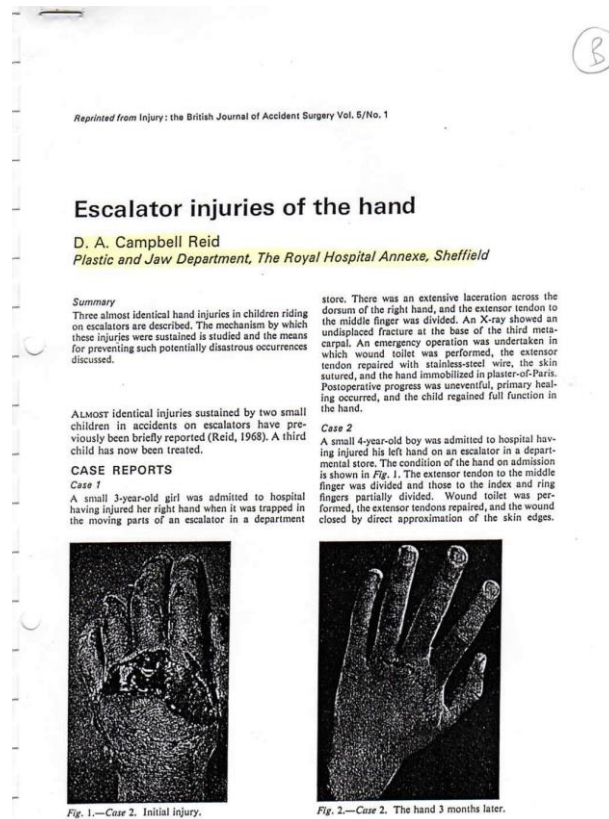 B
Reprinted from Injury: the British Journal of Accident Surgery Vol. 5/No. 1
Escalator injuries of the hand
D. A. Campbell Reid
Plastic and Jaw Department, The Royal Hospital Annexe, Sheffield
Summary
Three almost identical hand injuries in children riding
on escalators are described. The mechanism by which
these injuries were sustained is studied and the means
for preventing such potentially disastrous occurrences
discussed.
ALMOST identical injuries sustained by two small
children in accidents on escalators have pre-
viously been briefly reported (Reid, 1968). A third
child has now been treated.
CASE REPORTS
Case 1
A small 3-year-old girl was admitted to hospital
having injured her right hand when it was trapped in
the moving parts of an escalator in a department
store. There was an extensive laceration across the
dorsum of the right hand, and the extensor tendon to
the middle finger was divided. An X-ray showed an
undisplaced fracture at the base of the third meta-
carpal. An emergency operation was undertaken in
which wound toilet was performed, the extensor
tendon repaired with stainless-steel wire, the skin
sutured, and the hand immobilized in plaster-of-Paris.
Postoperative progress was uneventful, primary heal-
ing occurred, and the child regained full function in
the hand.
Case 2
A small 4-year-old boy was admitted to hospital hav-
ing injured his left hand on an escalator in a depart-
mental store. The condition of the hand on admission
is shown in Fig. 1. The extensor tendon to the middle
finger was divided and those to the index and ring
fingers partially divided. Wound toilet was per-
formed, the extensor tendons repaired, and the wound
closed by direct approximation of the skin edges.
Fig. 1.—Case 2. Initial injury.
Fig. 2.—Case 2. The hand 3 months later.